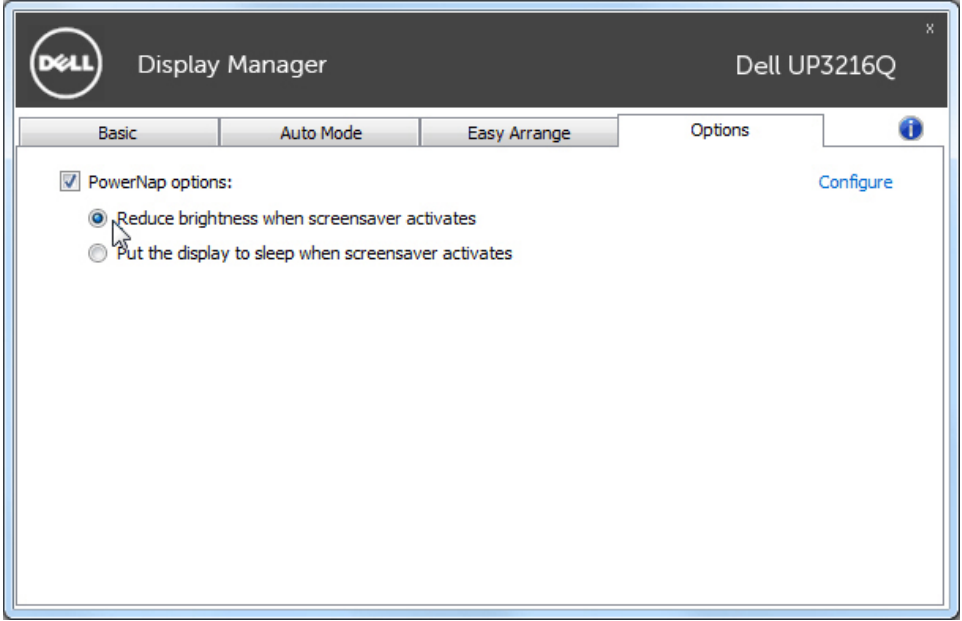 DELL
Display Manager
Dell UP3216Q
x
Basic
Auto Mode
Easy Arrange
Options
i
PowerNap options:
Configure
Reduce brightness when screensaver activates
Put the display to sleep when screensaver activates